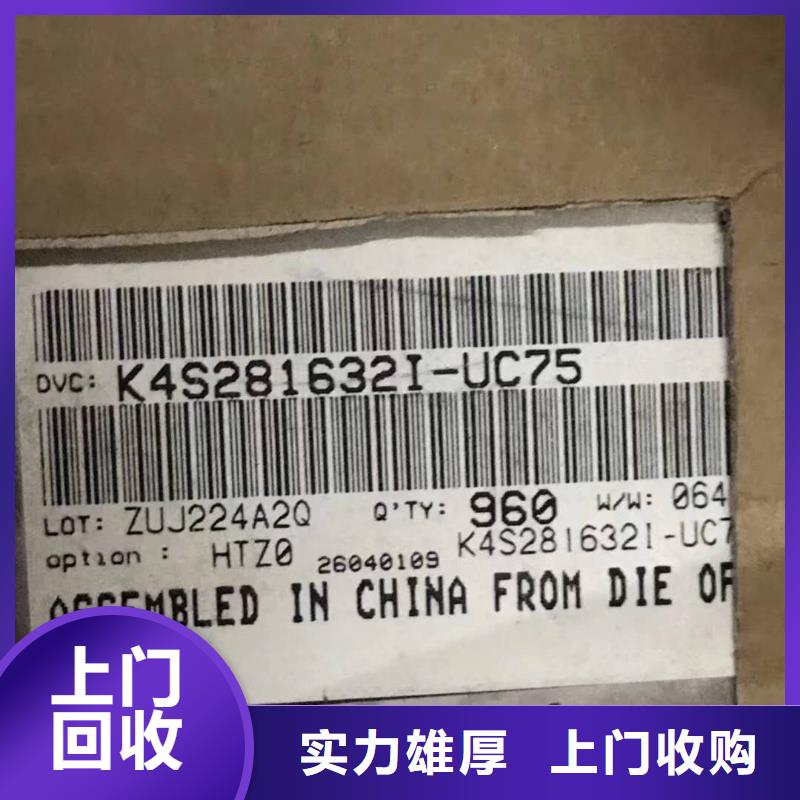 DVC: K4S281632I-UC75
LOT: ZUJ224A2Q Q'TY: 960 W/W: 064
option : HTZ0 26040109 K4S281632I-UC7
ASSEMBLED IN CHINA FROM DIE OF
上门
回收
实力雄厚 上门收购